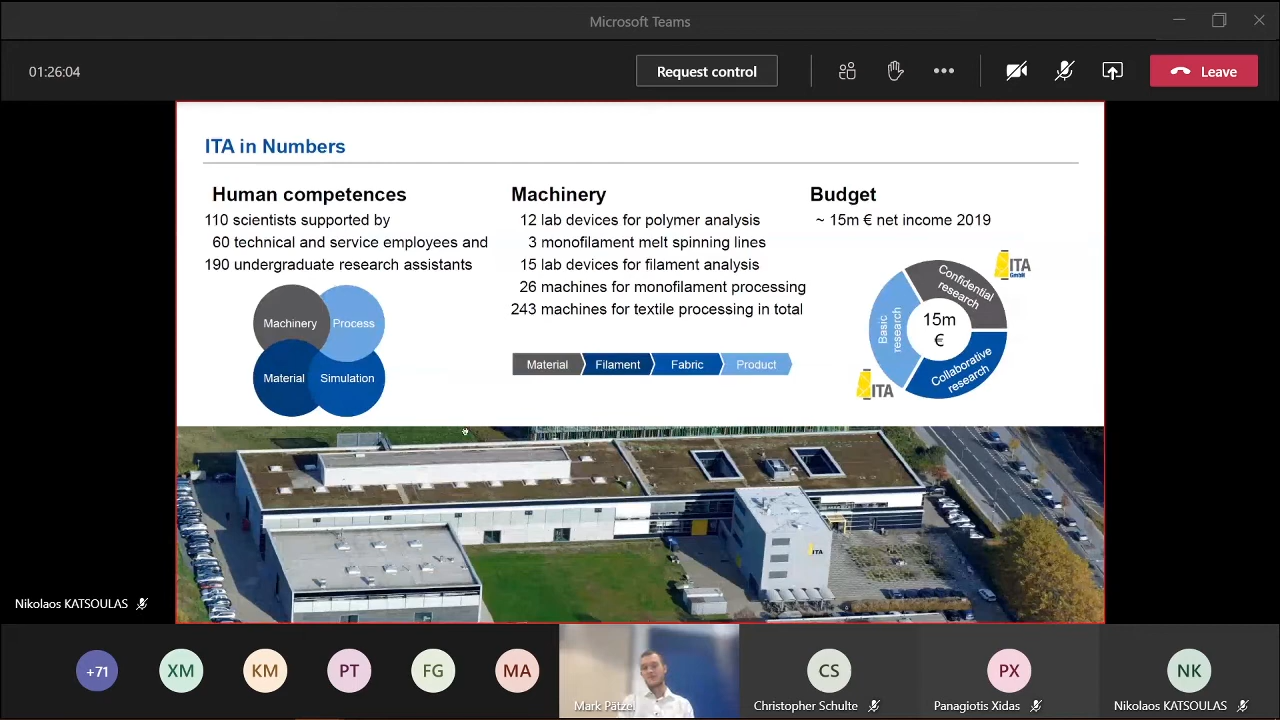 Microsoft Teams
01:26:04
Request control
Leave
ITA in Numbers
Human competences
110 scientists supported by
60 technical and service employees and
190 undergraduate research assistants
Machinery
Process
Material
Simulation
Machinery
12 lab devices for polymer analysis
3 monofilament melt spinning lines
15 lab devices for filament analysis
26 machines for monofilament processing
243 machines for textile processing in total
Material
Filament
Fabric
Product
Budget
~ 15m € net income 2019
ITA
GmbH
Confidential
research
Basic
research
15m
€
Collaborative
research
ITA
ITA
Nikolaos KATSOULAS
+71
XM
KM
PT
FG
MA
Mark Pätzel
CS
Christopher Schulte
PX
Panagiotis Xidas
NK
Nikolaos KATSOULAS